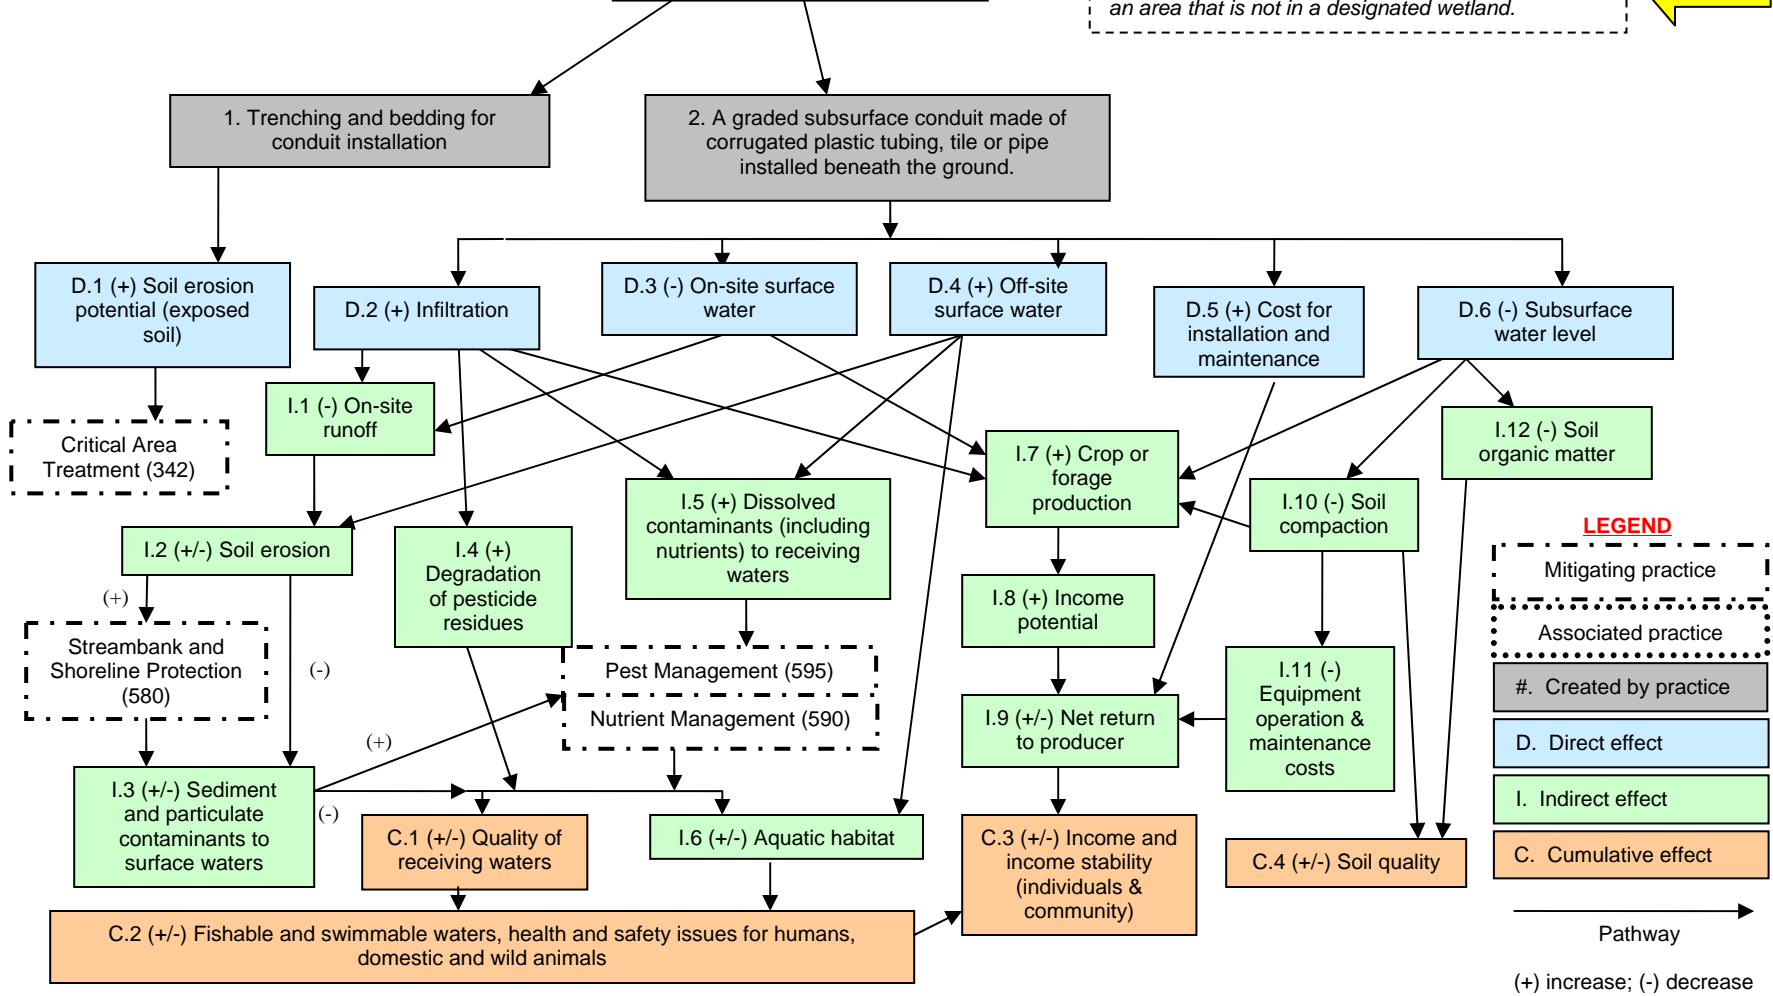 an area that is not in a designated wetland.
1. Trenching and bedding for
conduit installation
2. A graded subsurface conduit made of
corrugated plastic tubing, tile or pipe
installed beneath the ground.
D.1 (+) Soil erosion
potential (exposed
soil)
D.2 (+) Infiltration
D.3 (-) On-site surface
water
D.4 (+) Off-site
surface water
D.5 (+) Cost for
installation and
maintenance
D.6 (-) Subsurface
water level
Critical Area
Treatment (342)
I.1 (-) On-site
runoff
I.7 (+) Crop or
forage
production
I.12 (-) Soil
organic matter
I.2 (+/-) Soil erosion
I.4 (+)
Degradation
of pesticide
residues
I.5 (+) Dissolved
contaminants (including
nutrients) to receiving
waters
I.10 (-) Soil
compaction
(+)
Streambank and
Shoreline Protection
(580)
(-)
I.8 (+) Income
potential
Pest Management (595)
Nutrient Management (590)
I.9 (+/-) Net return
to producer
I.11 (-)
Equipment
operation &
maintenance
costs
(+)
I.3 (+/-) Sediment
and particulate
contaminants to
surface waters
(-)
C.1 (+/-) Quality of
receiving waters
I.6 (+/-) Aquatic habitat
C.3 (+/-) Income and
income stability
(individuals &
community)
C.4 (+/-) Soil quality
C.2 (+/-) Fishable and swimmable waters, health and safety issues for humans,
domestic and wild animals
LEGEND
Mitigating practice
Associated practice
#. Created by practice
D. Direct effect
I. Indirect effect
C. Cumulative effect
Pathway
(+) increase; (-) decrease